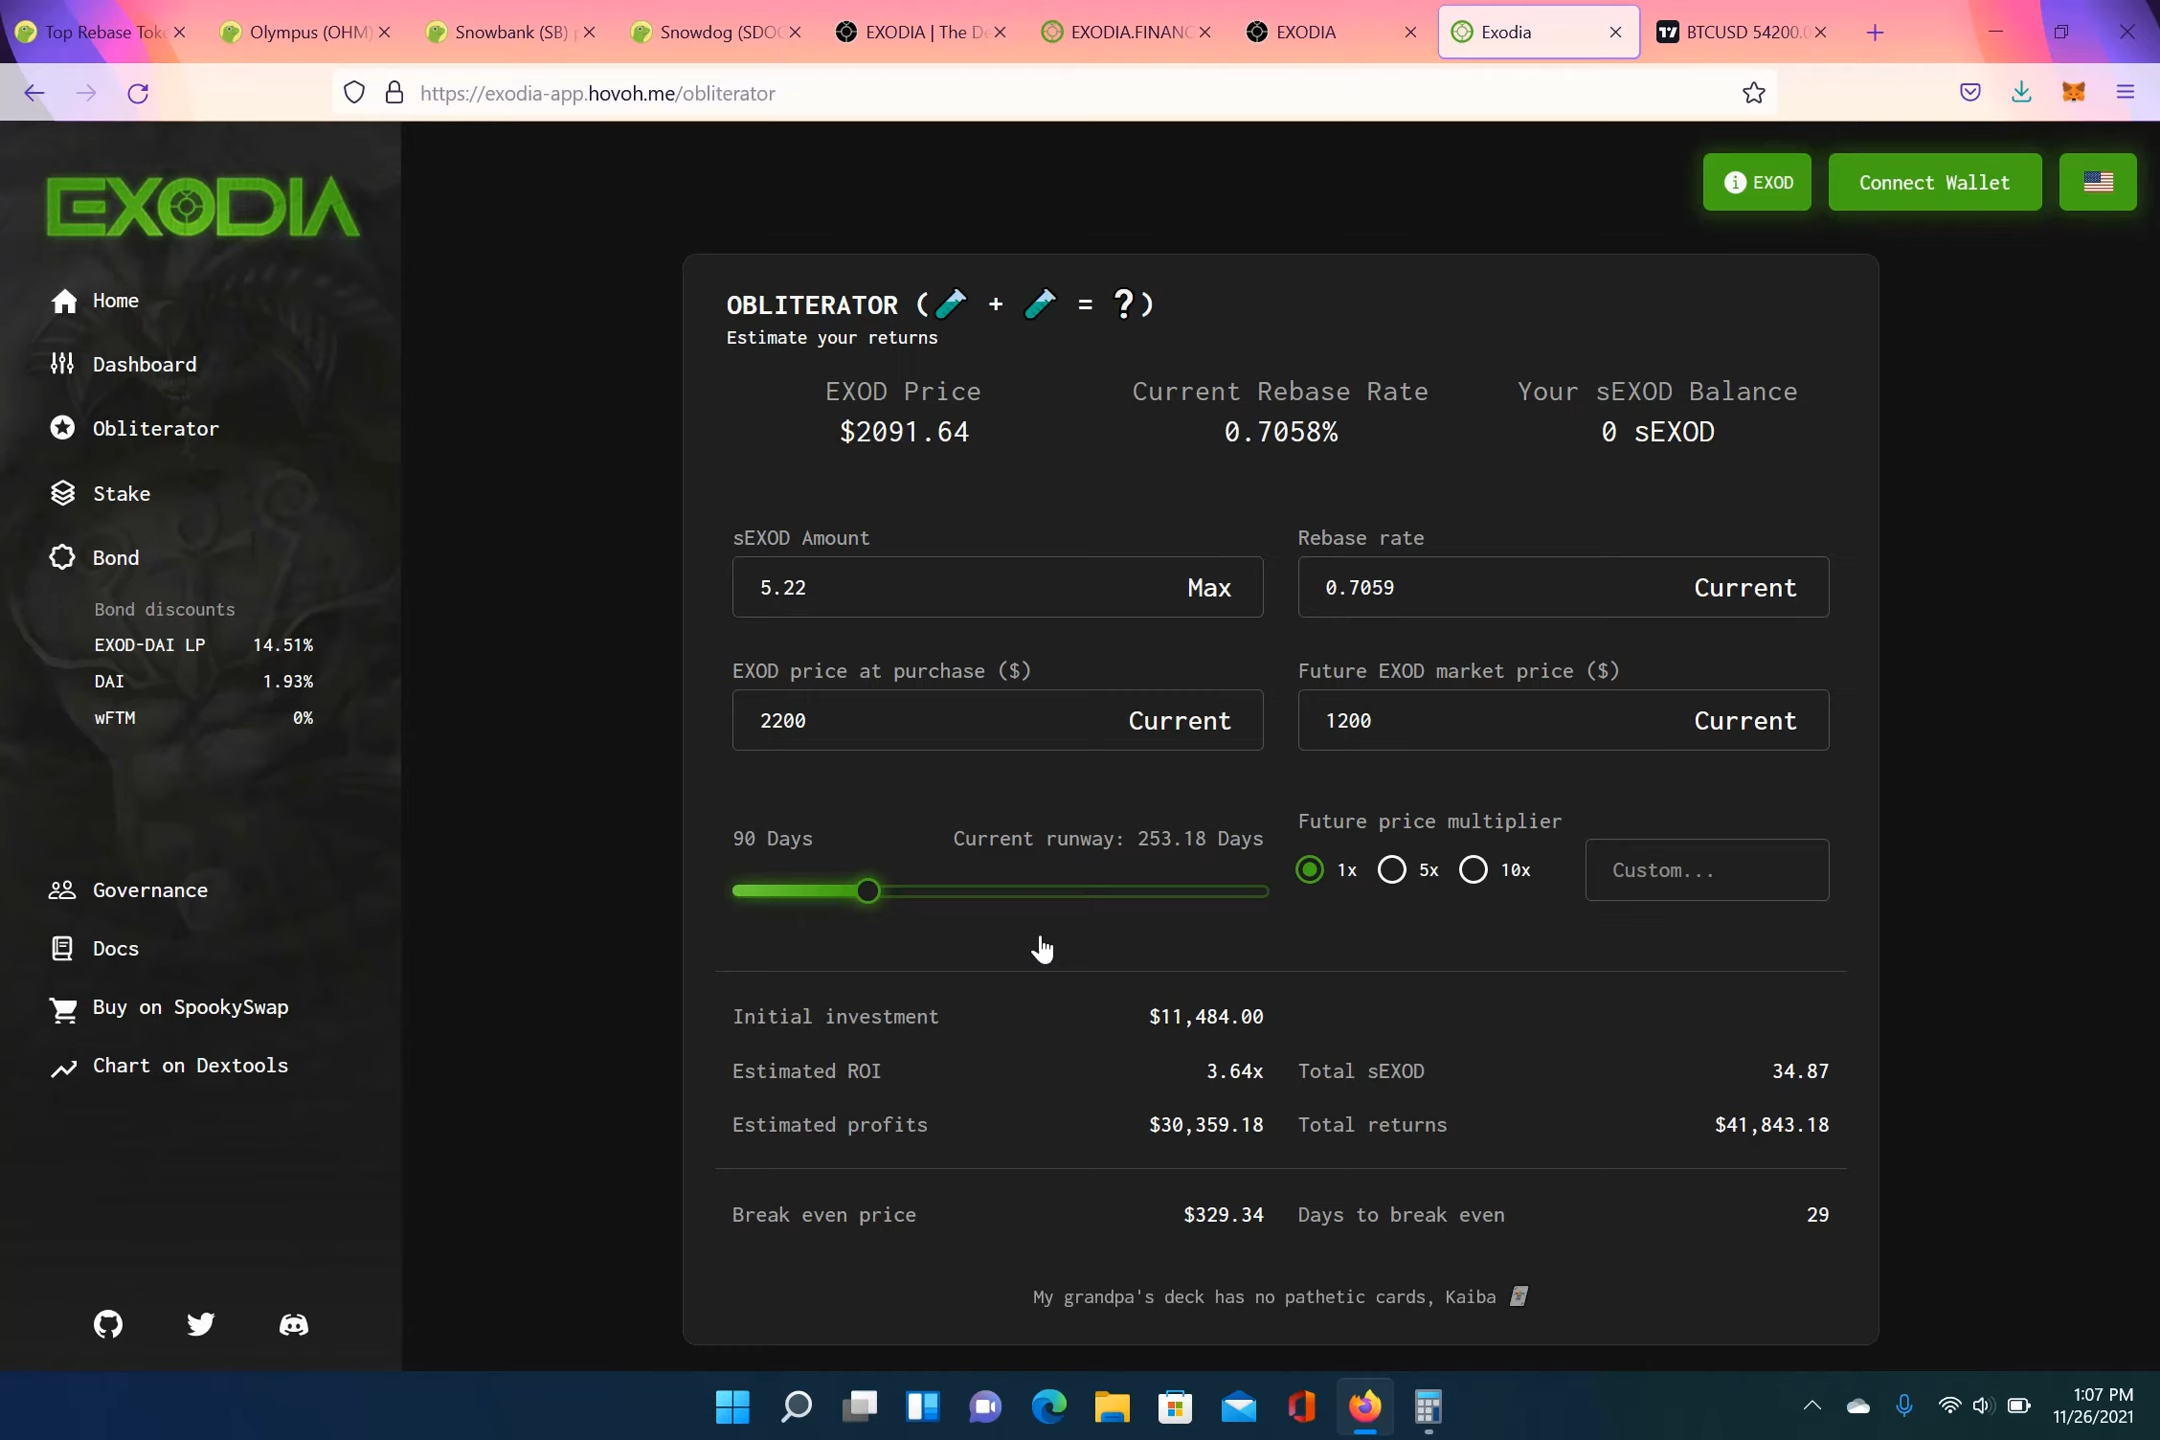 Top Rebase Toke
Olympus (OHM)
Snowbank (SB) p
Snowdog (SDOG
EXODIA | The De
EXODIA.FINANC
EXODIA
Exodia
BTCUSD 54200.0
https://exodia-app.hovoh.me/obliterator
EXODIA
EXOD
Connect Wallet
Home
Dashboard
Obliterator
Stake
Bond
Bond discounts
EXOD-DAI LP 14.51%
DAI 1.93%
wFTM 0%
Governance
Docs
Buy on SpookySwap
Chart on Dextools
OBLITERATOR (🧪 + 🧪 = ?)
Estimate your returns
EXOD Price Current Rebase Rate Your sEXOD Balance
$2091.64 0.7058% 0 sEXOD
sEXOD Amount Rebase rate
5.22 Max 0.7059 Current
EXOD price at purchase ($) Future EXOD market price ($)
2200 Current 1200 Current
90 Days Current runway: 253.18 Days Future price multiplier
1x 5x 10x Custom...
Initial investment $11,484.00
Estimated ROI 3.64x Total sEXOD 34.87
Estimated profits $30,359.18 Total returns $41,843.18
Break even price $329.34 Days to break even 29
My grandpa's deck has no pathetic cards, Kaiba 🃏
1:07 PM
11/26/2021